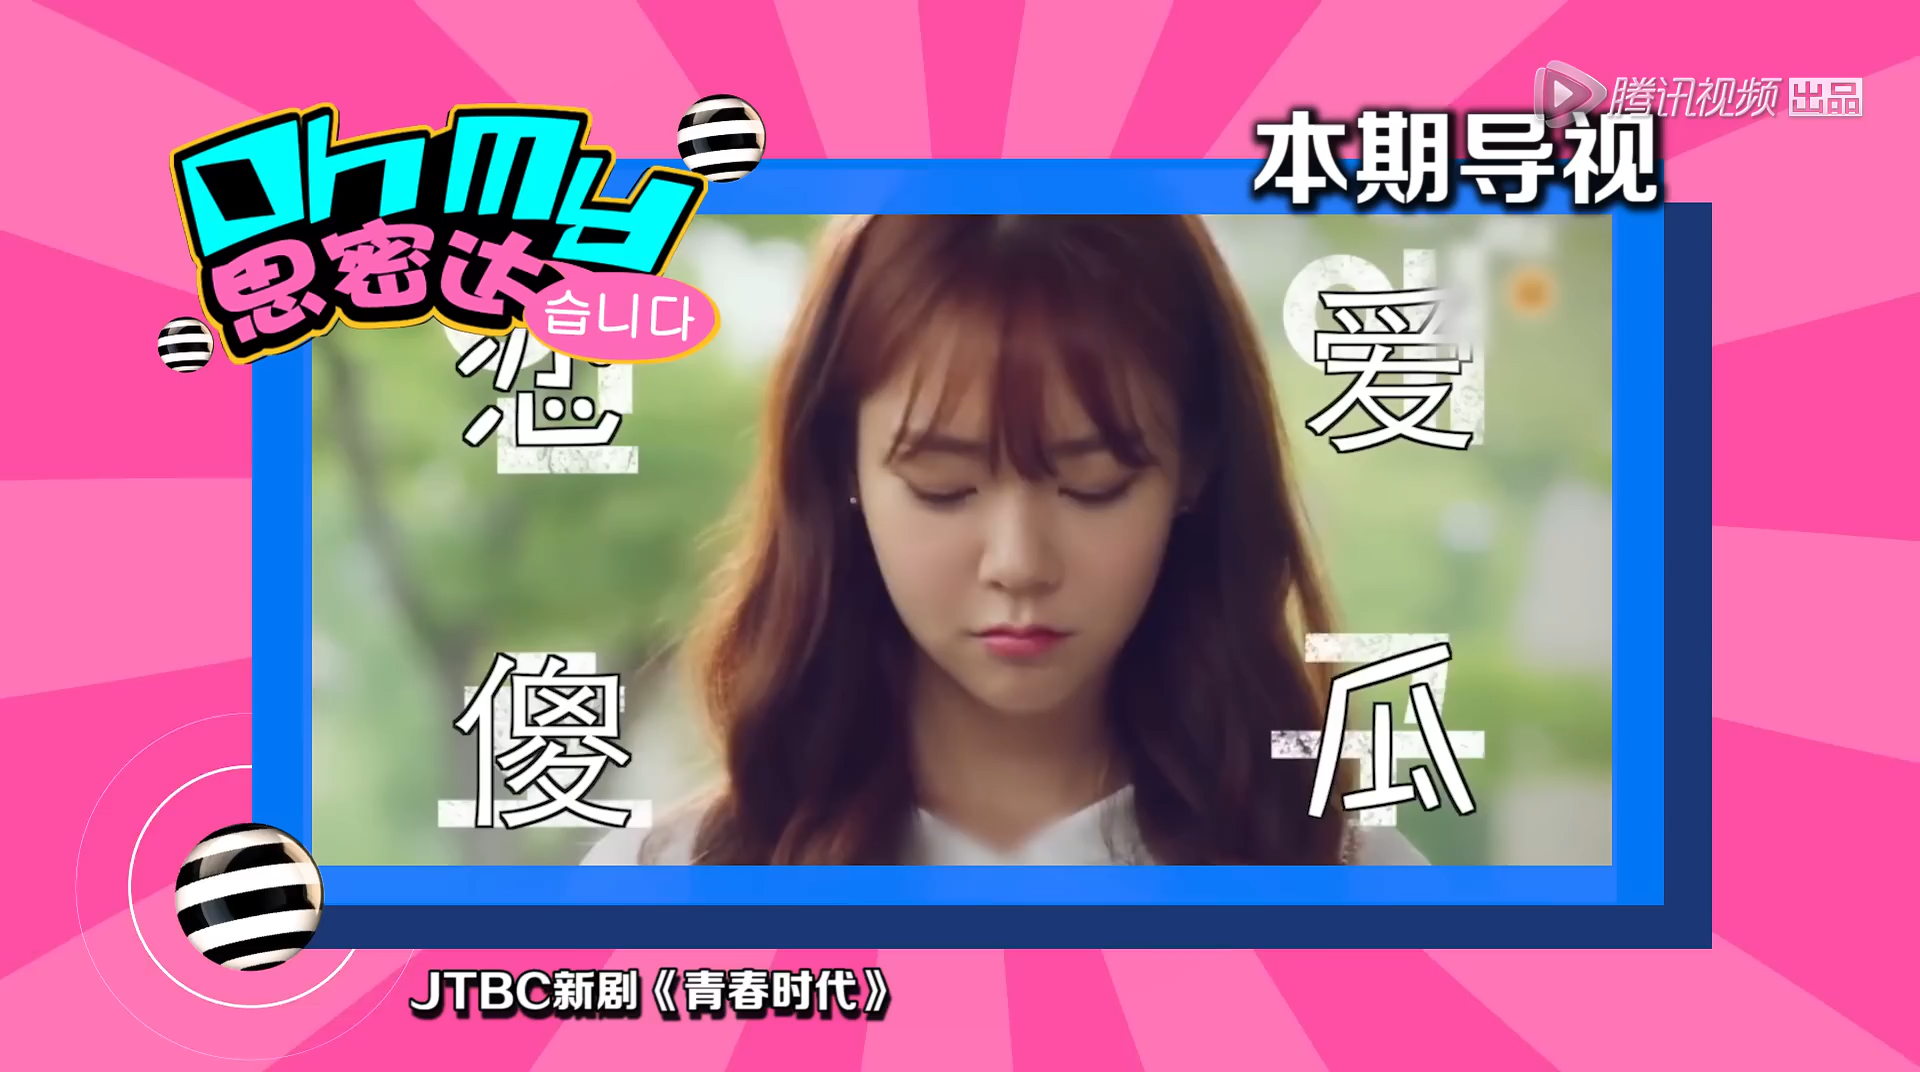 腾讯视频 出品
Oh my
思密达
습니다
本期导视
恋 爱
傻 瓜
JTBC新剧《青春时代》